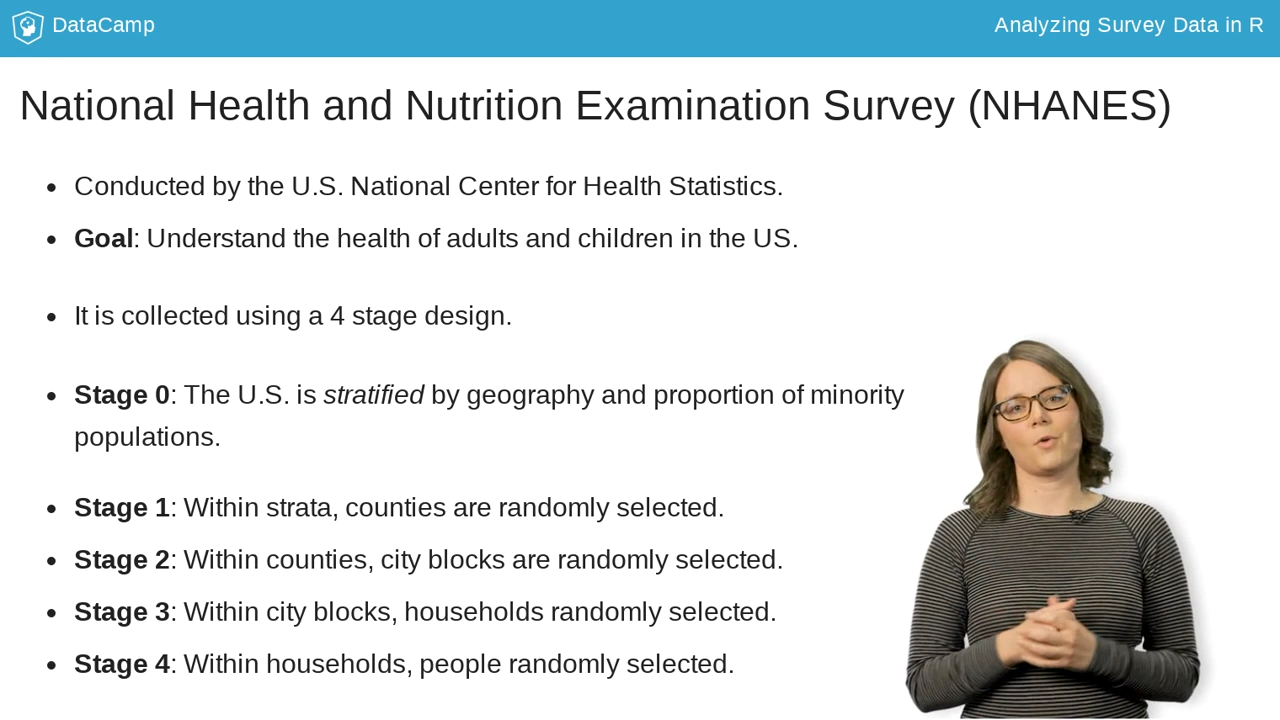 DataCamp
Analyzing Survey Data in R
National Health and Nutrition Examination Survey (NHANES)
• Conducted by the U.S. National Center for Health Statistics.
• Goal: Understand the health of adults and children in the US.
• It is collected using a 4 stage design.
• Stage 0: The U.S. is stratified by geography and proportion of minority
populations.
• Stage 1: Within strata, counties are randomly selected.
• Stage 2: Within counties, city blocks are randomly selected.
• Stage 3: Within city blocks, households randomly selected.
• Stage 4: Within households, people randomly selected.